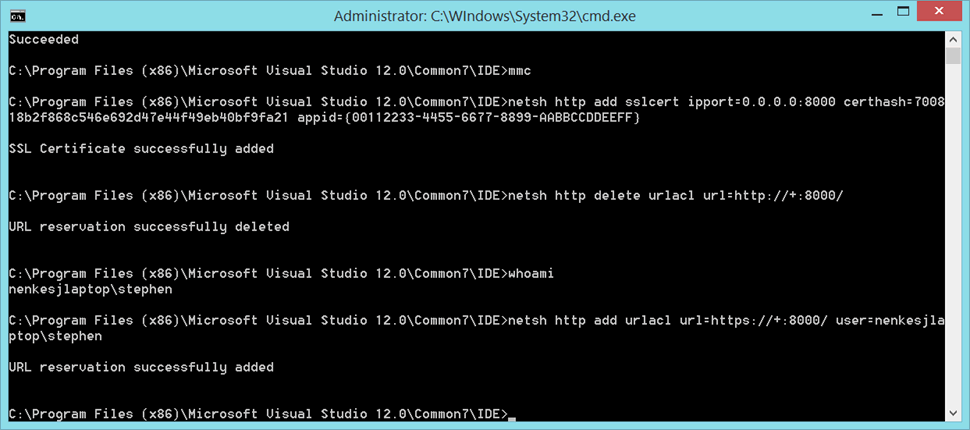 Administrator: C:\WIndows\System32\cmd.exe
Succeeded
C:\Program Files (x86)\Microsoft Visual Studio 12.0\Common7\IDE>mmc
C:\Program Files (x86)\Microsoft Visual Studio 12.0\Common7\IDE>netsh http add sslcert ipport=0.0.0.0:8000 certhash=7008
18b2f868c546e692d47e44f49eb40bf9fa21 appid={00112233-4455-6677-8899-AABBCCDDEEFF}
SSL Certificate successfully added
C:\Program Files (x86)\Microsoft Visual Studio 12.0\Common7\IDE>netsh http delete urlacl url=http://+:8000/
URL reservation successfully deleted
C:\Program Files (x86)\Microsoft Visual Studio 12.0\Common7\IDE>whoami
nenkesjlaptop\stephen
C:\Program Files (x86)\Microsoft Visual Studio 12.0\Common7\IDE>netsh http add urlacl url=https://+:8000/ user=nenkesjla
ptop\stephen
URL reservation successfully added
C:\Program Files (x86)\Microsoft Visual Studio 12.0\Common7\IDE>